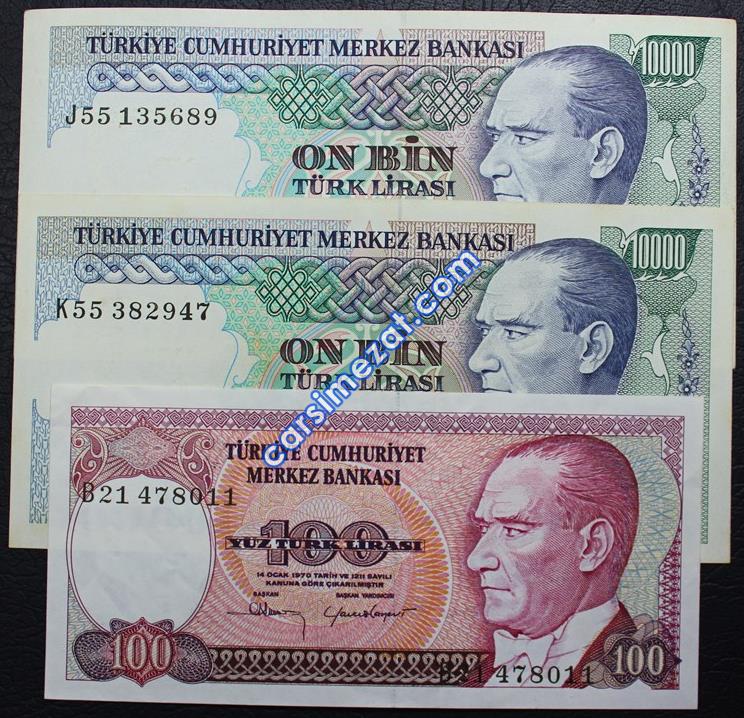 TÜRKİYE CUMHURİYET MERKEZ BANKASI
10000
J55 135689
ON BİN
TÜRK LİRASI
TÜRKİYE CUMHURİYET MERKEZ BANKASI
10000
K55 382947
ON BİN
TÜRK LİRASI
carsimezat.com
TÜRKİYE CUMHURİYET
MERKEZ BANKASI
B21 478011
100
YÜZ TÜRK LİRASI
14 OCAK 1970 TARİH VE 1211 SAYILI
KANUNA GÖRE ÇIKARILMIŞTIR
BAŞKAN BAŞKAN YARDIMCISI
100 B21 478011 100